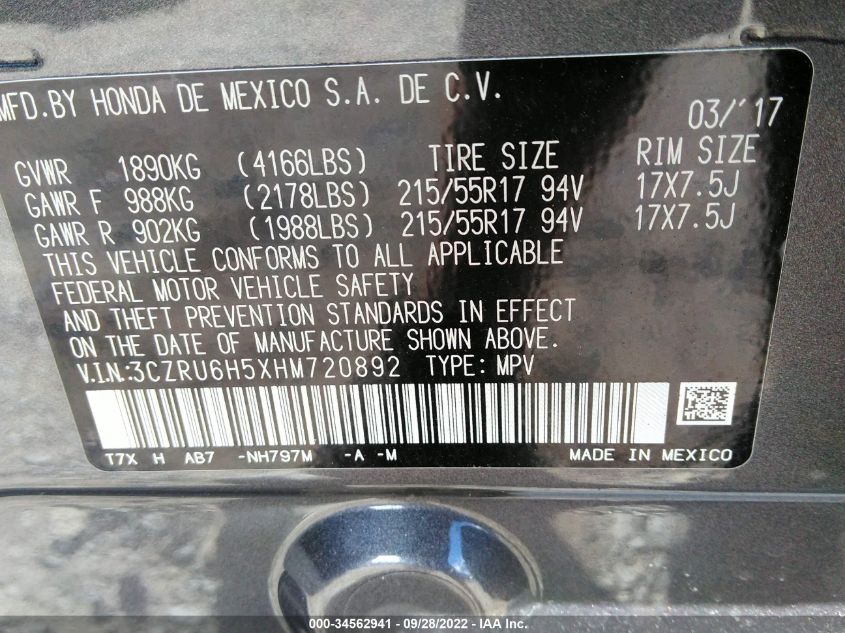 MFD.BY HONDA DE MEXICO S.A. DE C.V.
03/'17
GVWR 1890KG (4166LBS) TIRE SIZE RIM SIZE
GAWR F 988KG (2178LBS) 215/55R17 94V 17X7.5J
GAWR R 902KG (1988LBS) 215/55R17 94V 17X7.5J
THIS VEHICLE CONFORMS TO ALL APPLICABLE
FEDERAL MOTOR VEHICLE SAFETY
AND THEFT PREVENTION STANDARDS IN EFFECT
ON THE DATE OF MANUFACTURE SHOWN ABOVE.
V.I.N.:3CZRU6H5XHM720892 TYPE: MPV
T7X H AB7 -NH797M -A -M MADE IN MEXICO
000-34562941 - 09/28/2022 - IAA Inc.